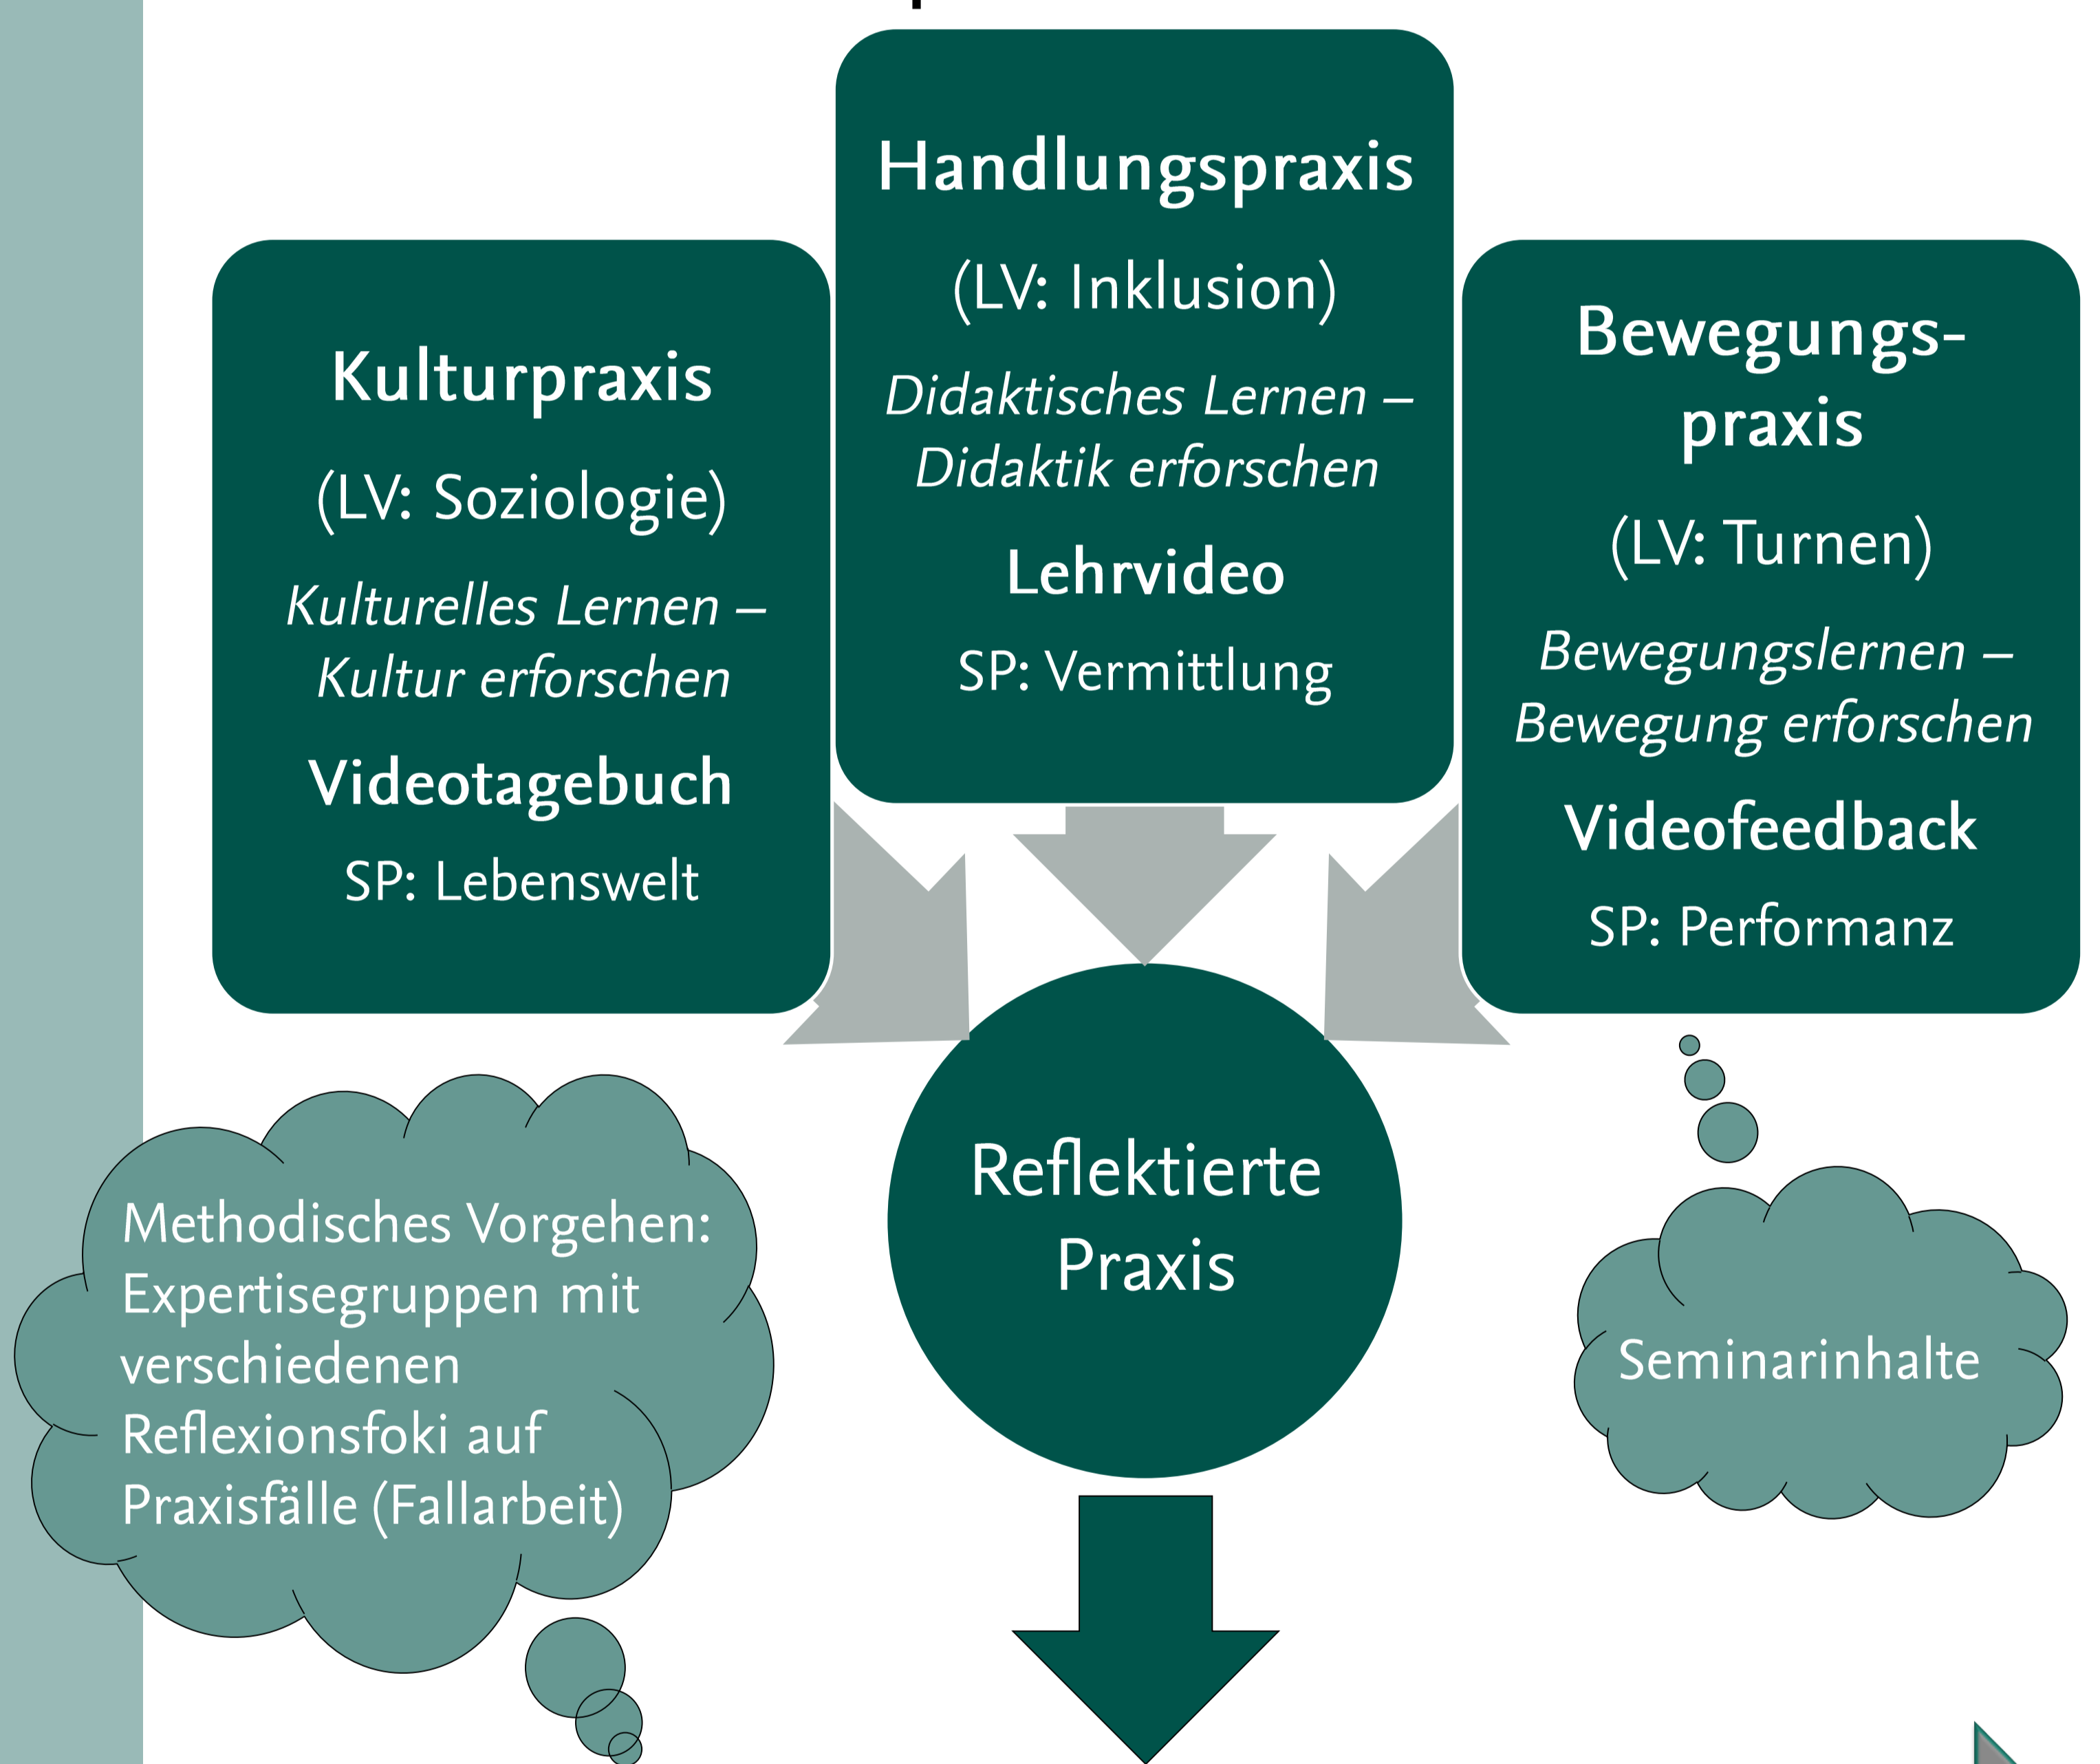 Kulturpraxis
(LV: Soziologie)
Kulturelles Lernen –
Kultur erforschen
Videotagebuch
SP: Lebenswelt
Handlungspraxis
(LV: Inklusion)
Didaktisches Lernen –
Didaktik erforschen
Lehrvideo
SP: Vermittlung
Bewegungs-
praxis
(LV: Turnen)
Bewegungslernen –
Bewegung erforschen
Videofeedback
SP: Performanz
Reflektierte
Praxis
Methodisches Vorgehen:
Expertisegruppen mit
verschiedenen
Reflexionsfoki auf
Praxisfälle (Fallarbeit)
Seminarinhalte